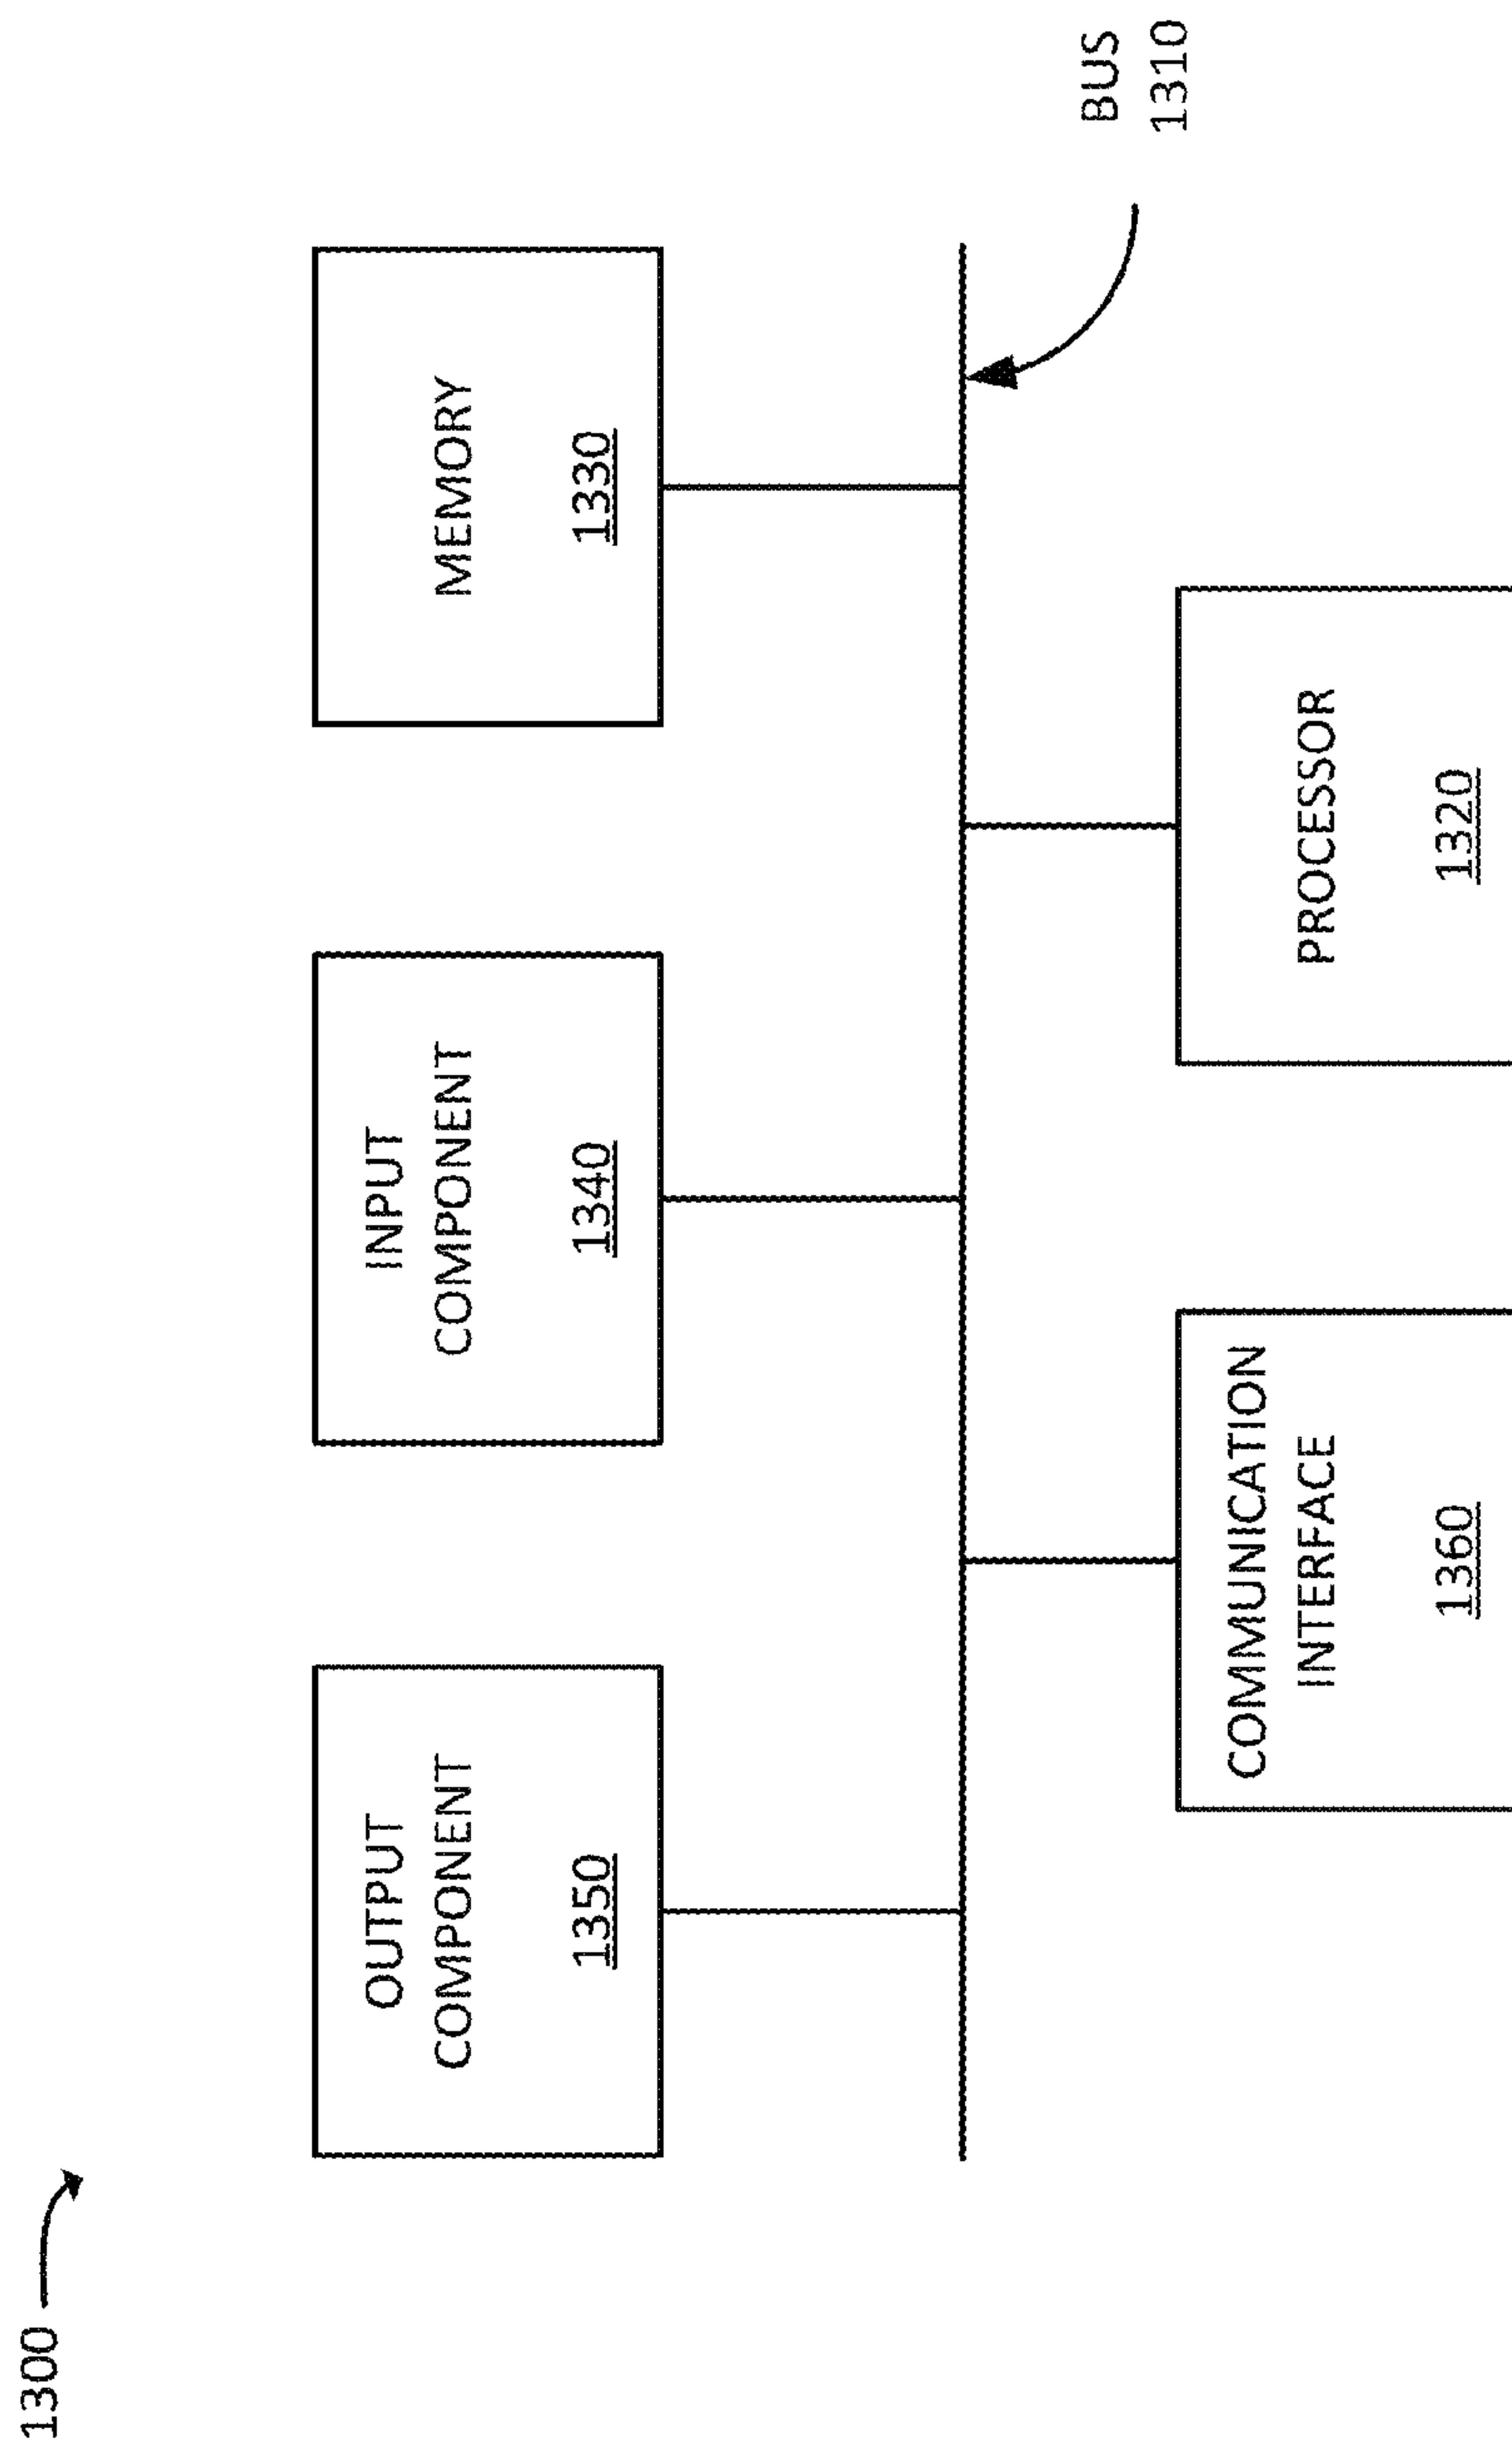 1300
OUTPUT
COMPONENT
1350
INPUT
COMPONENT
1340
MEMORY
1330
BUS
1310
COMMUNICATION
INTERFACE
1360
PROCESSOR
1320